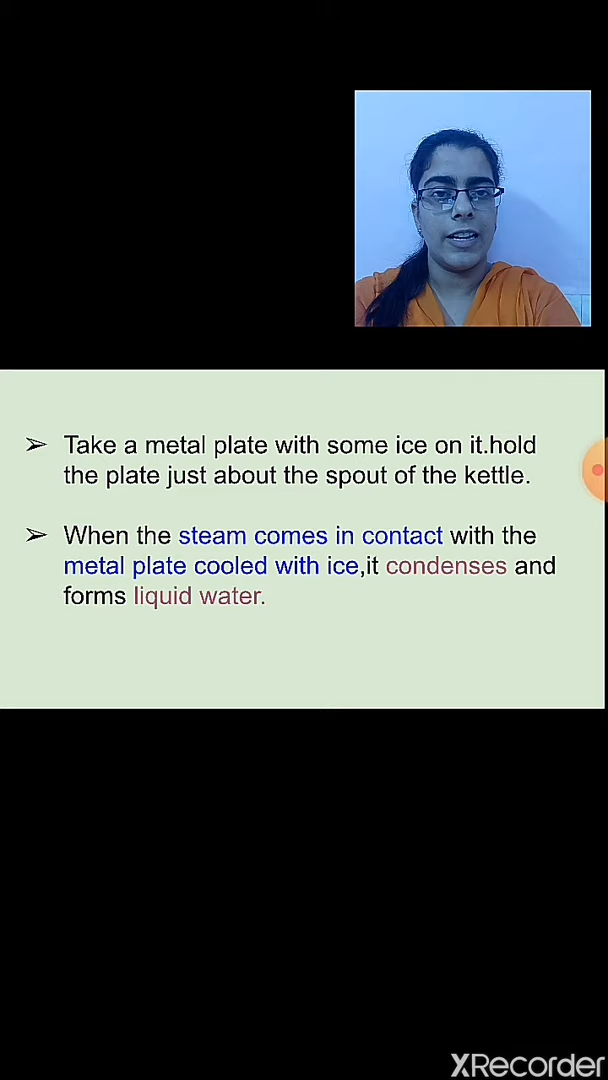 ➢ Take a metal plate with some ice on it.hold
the plate just about the spout of the kettle.
➢ When the steam comes in contact with the
metal plate cooled with ice,it condenses and
forms liquid water.
XRecorder